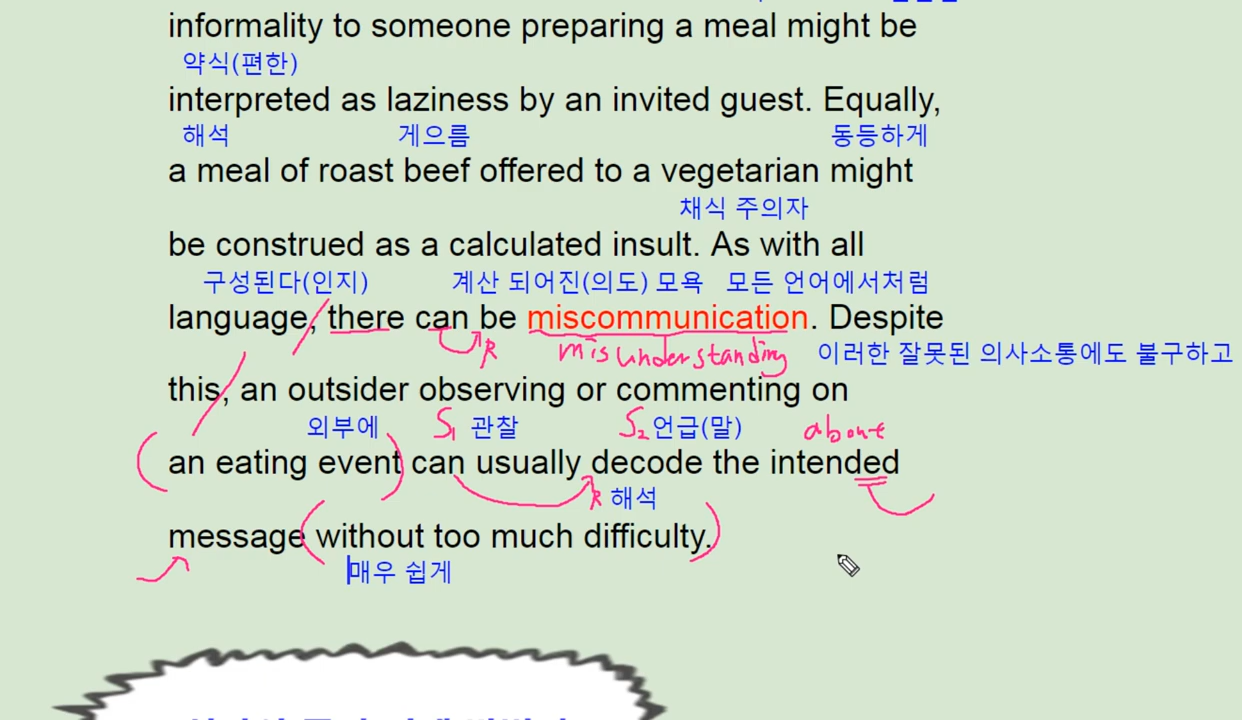 informality to someone preparing a meal might be
약식(편한)
interpreted as laziness by an invited guest. Equally,
해석 게으름 동등하게
a meal of roast beef offered to a vegetarian might
채식 주의자
be construed as a calculated insult. As with all
구성된다(인지) 계산 되어진(의도) 모욕 모든 언어에서처럼
language, there can be miscommunication. Despite
R misunderstanding 이러한 잘못된 의사소통에도 불구하고
this, an outsider observing or commenting on
외부에 S1 관찰 S2 언급(말) about
an eating event can usually decode the intended
R 해석
message without too much difficulty.
매우 쉽게